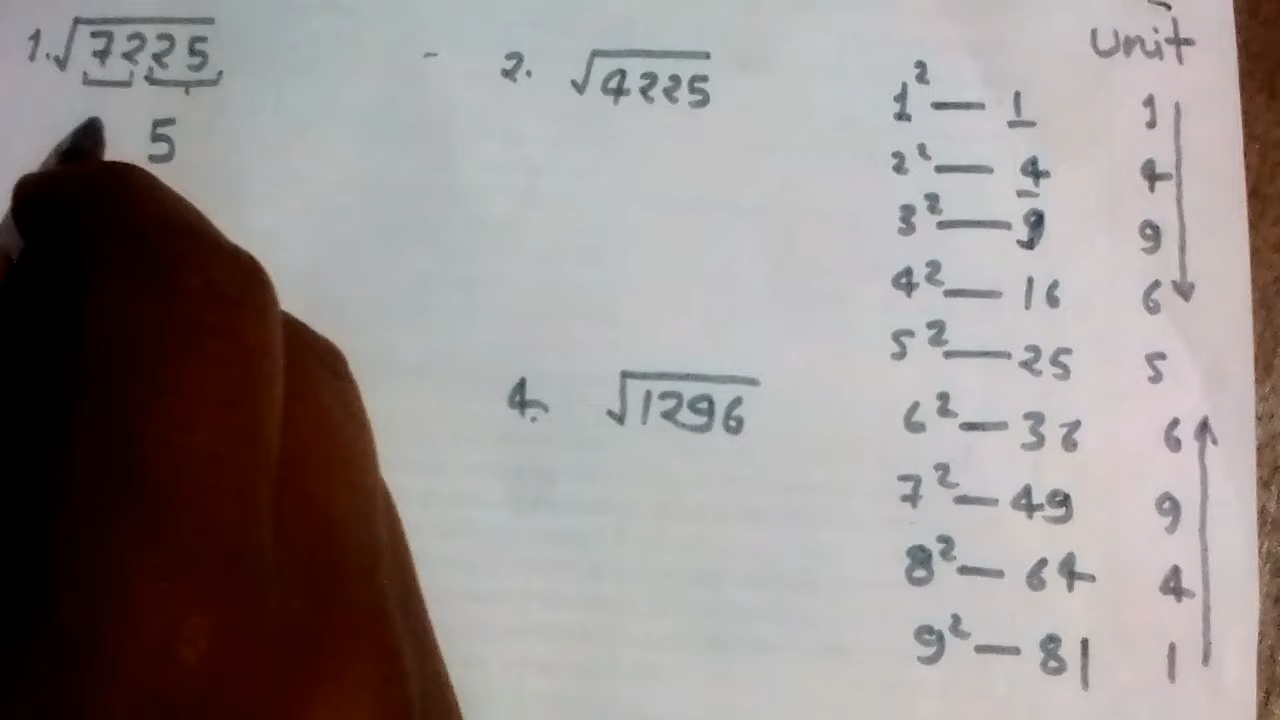 1. √7225
5
2. √4225
4. √1296
unit
1² — 1 1
2² — 4 4
3² — 9 9
4² — 16 6
5² — 25 5
6² — 36 6
7² — 49 9
8² — 64 4
9² — 81 1